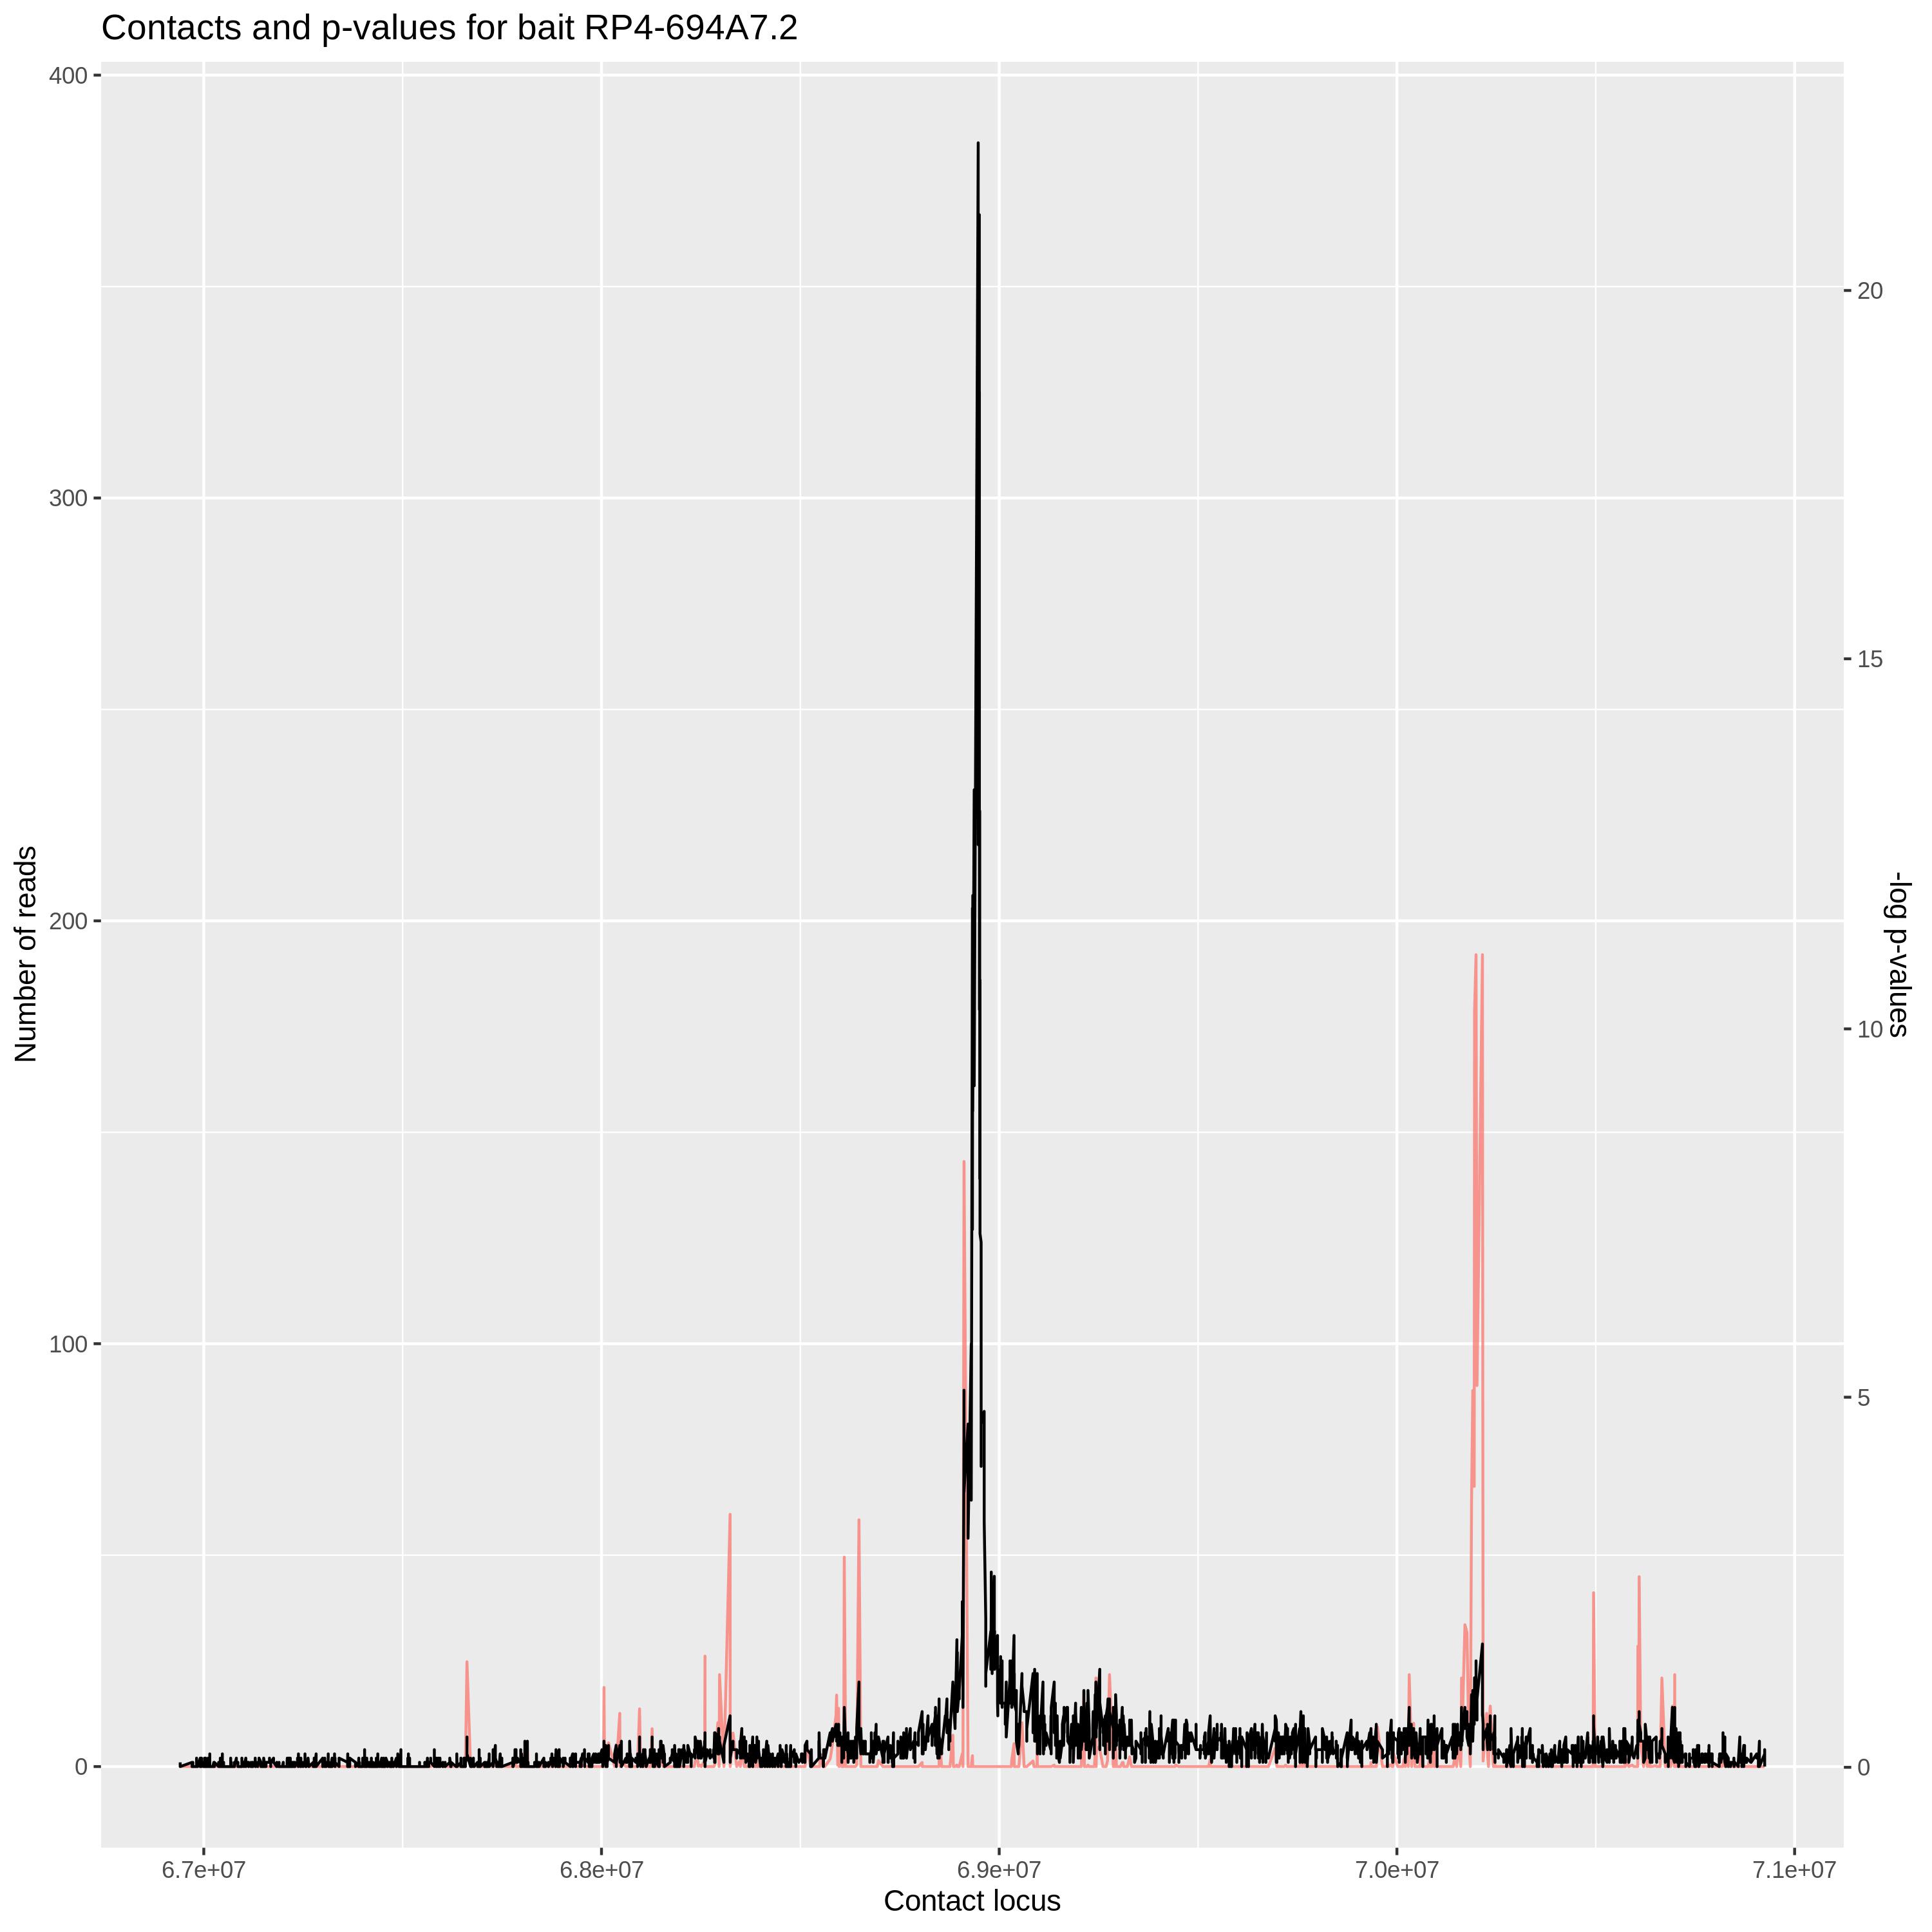 Contacts and p-values for bait RP4-694A7.2
400
300
200
100
0
Number of reads
20
15
10
5
0
-log p-values
6.7e+07
6.8e+07
6.9e+07
7.0e+07
7.1e+07
Contact locus